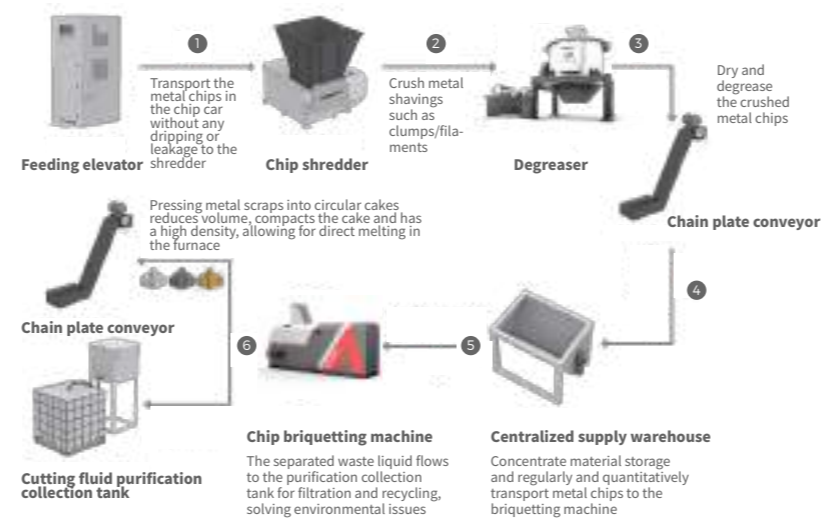 1
2
3
Transport the
metal chips in
the chip car
without any
dripping or
leakage to the
shredder
Crush metal
shavings
such as
clumps/fila-
ments
Dry and
degrease
the crushed
metal chips
Feeding elevator
Chip shredder
Degreaser
Chain plate conveyor
Pressing metal scraps into circular cakes
reduces volume, compacts the cake and has
a high density, allowing for direct melting in
the furnace
4
Chain plate conveyor
6
5
Chip briquetting machine
The separated waste liquid flows
to the purification collection
tank for filtration and recycling,
solving environmental issues
Centralized supply warehouse
Concentrate material storage
and regularly and quantitatively
transport metal chips to the
briquetting machine
Cutting fluid purification
collection tank